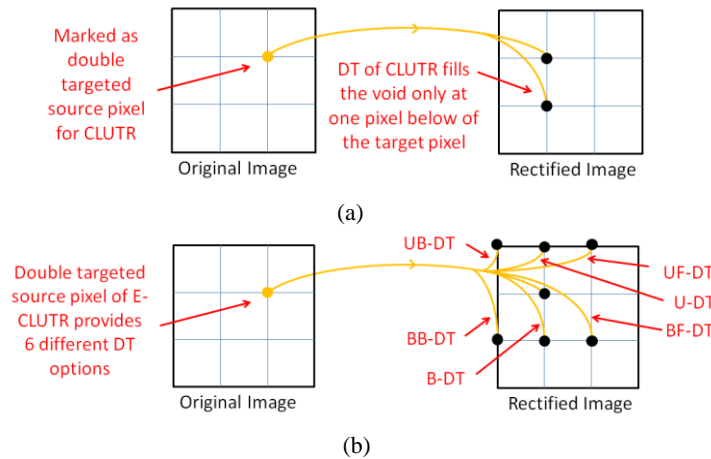 Marked as
double
targeted
source pixel
for CLUTR
DT of CLUTR fills
the void only at
one pixel below of
the target pixel
Original Image
Rectified Image
(a)
Double targeted
source pixel of E-
CLUTR provides
6 different DT
options
UB-DT
UF-DT
U-DT
BB-DT
BF-DT
B-DT
Original Image
Rectified Image
(b)